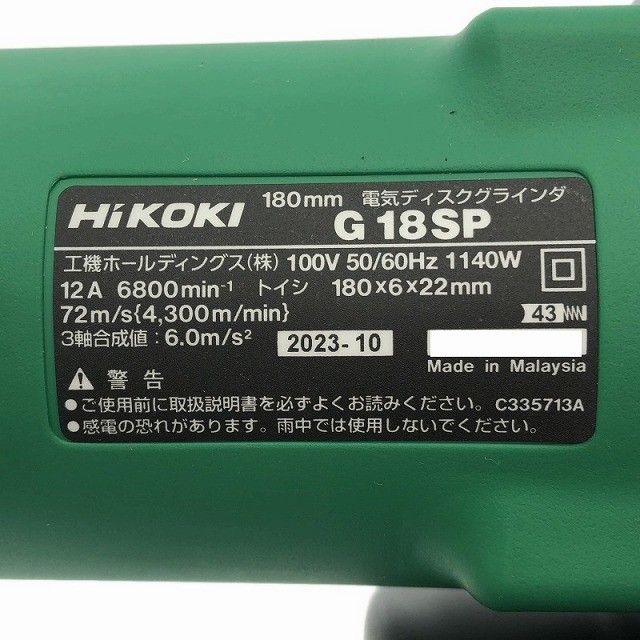 HiKOKI 180mm 電気ディスクグラインダ
G 18SP
工機ホールディングス(株) 100V 50/60Hz 1140W
12A 6800min⁻¹ トイシ 180×6×22mm
72m/s{4,300m/min} 43
3軸合成値: 6.0m/s² 2023-10
Made in Malaysia
⚠ 警告
●ご使用前に取扱説明書を必ずよくお読みください。 C335713A
●感電の恐れがあります。雨中では使用しないでください。